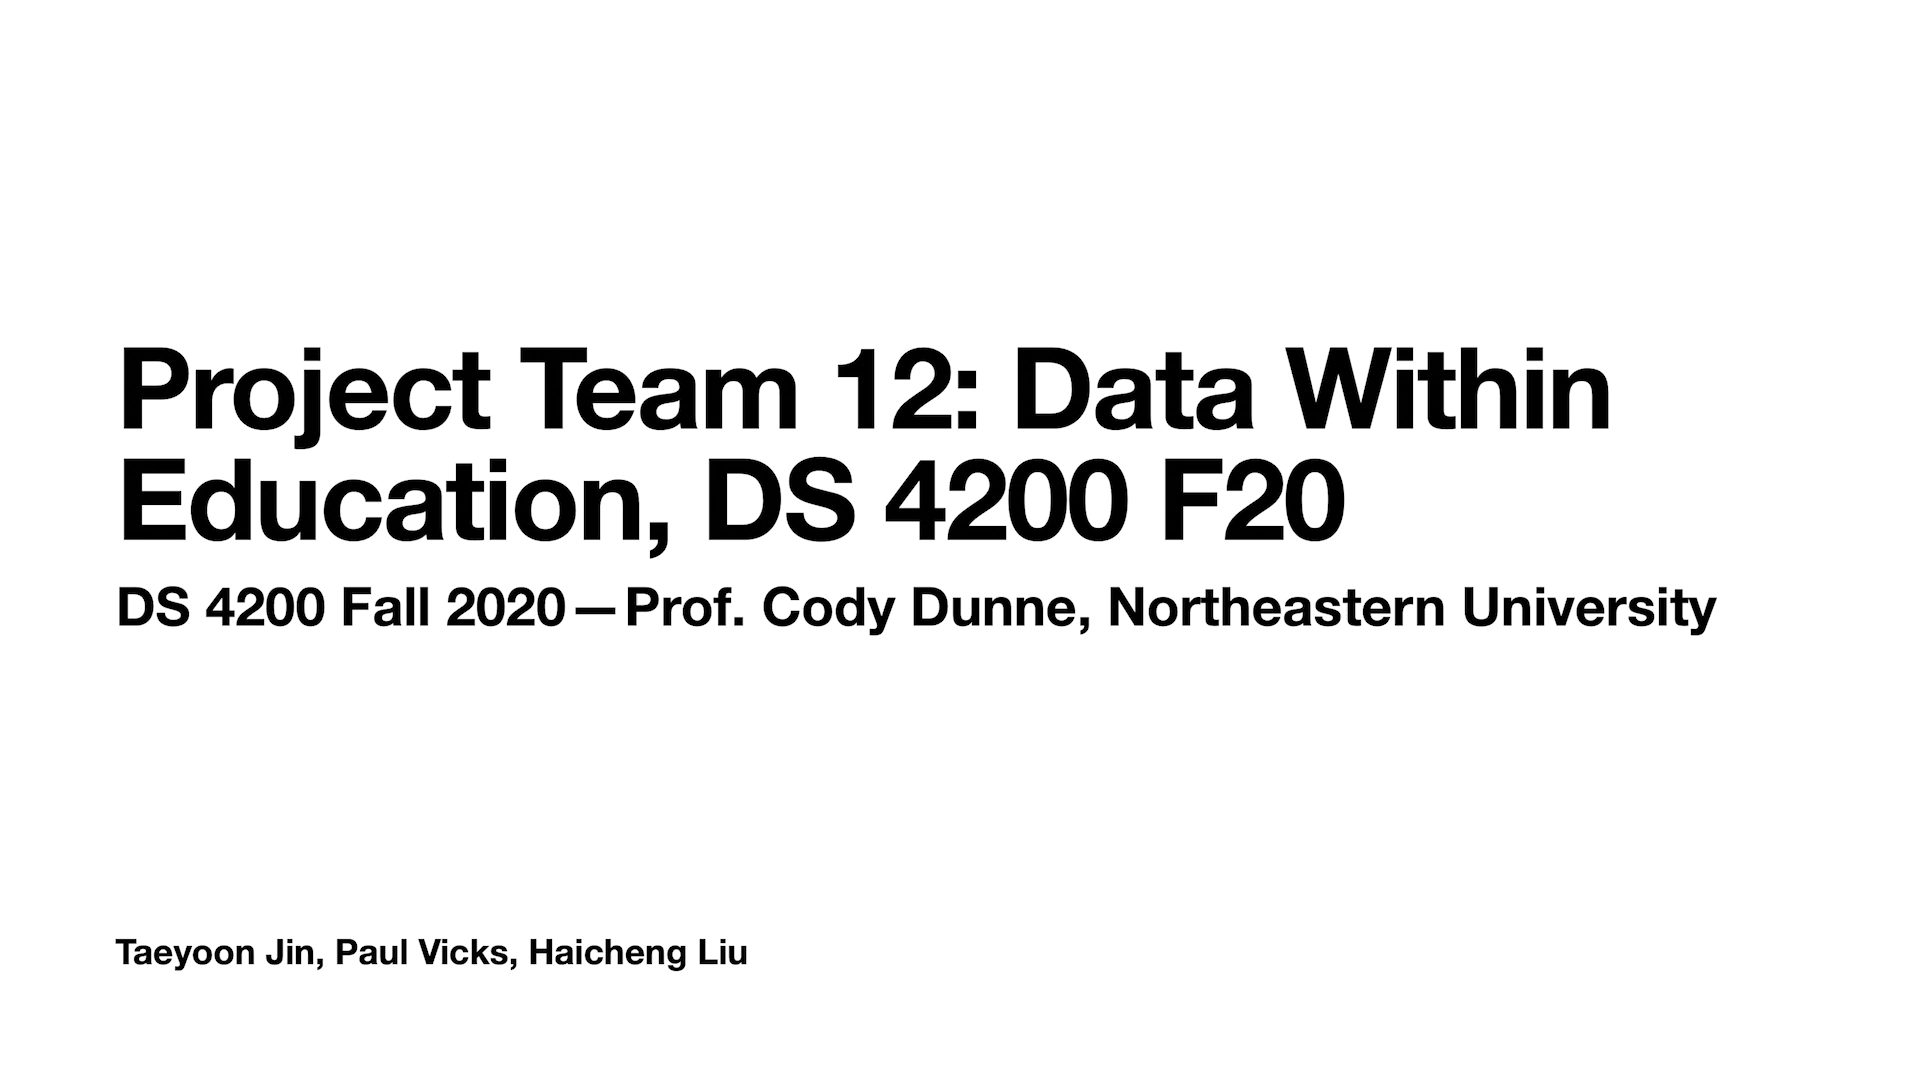 Project Team 12: Data Within
Education, DS 4200 F20
DS 4200 Fall 2020—Prof. Cody Dunne, Northeastern University
Taeyoon Jin, Paul Vicks, Haicheng Liu